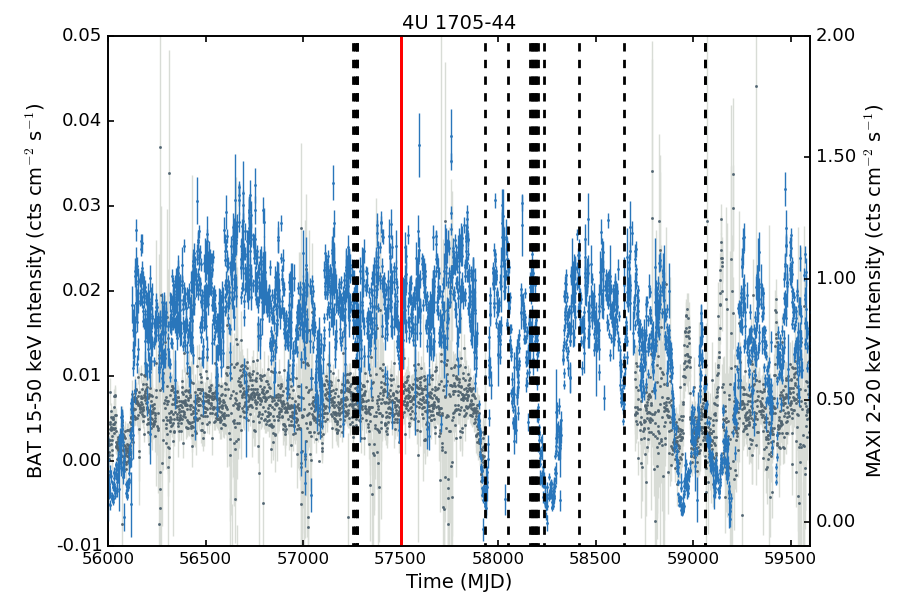 4U 1705-44
0.05
0.04
0.03
0.02
0.01
0.00
-0.01
BAT 15-50 keV Intensity (cts cm⁻² s⁻¹)
2.00
1.50
1.00
0.50
0.00
MAXI 2-20 keV Intensity (cts cm⁻² s⁻¹)
56000 56500 57000 57500 58000 58500 59000 59500
Time (MJD)